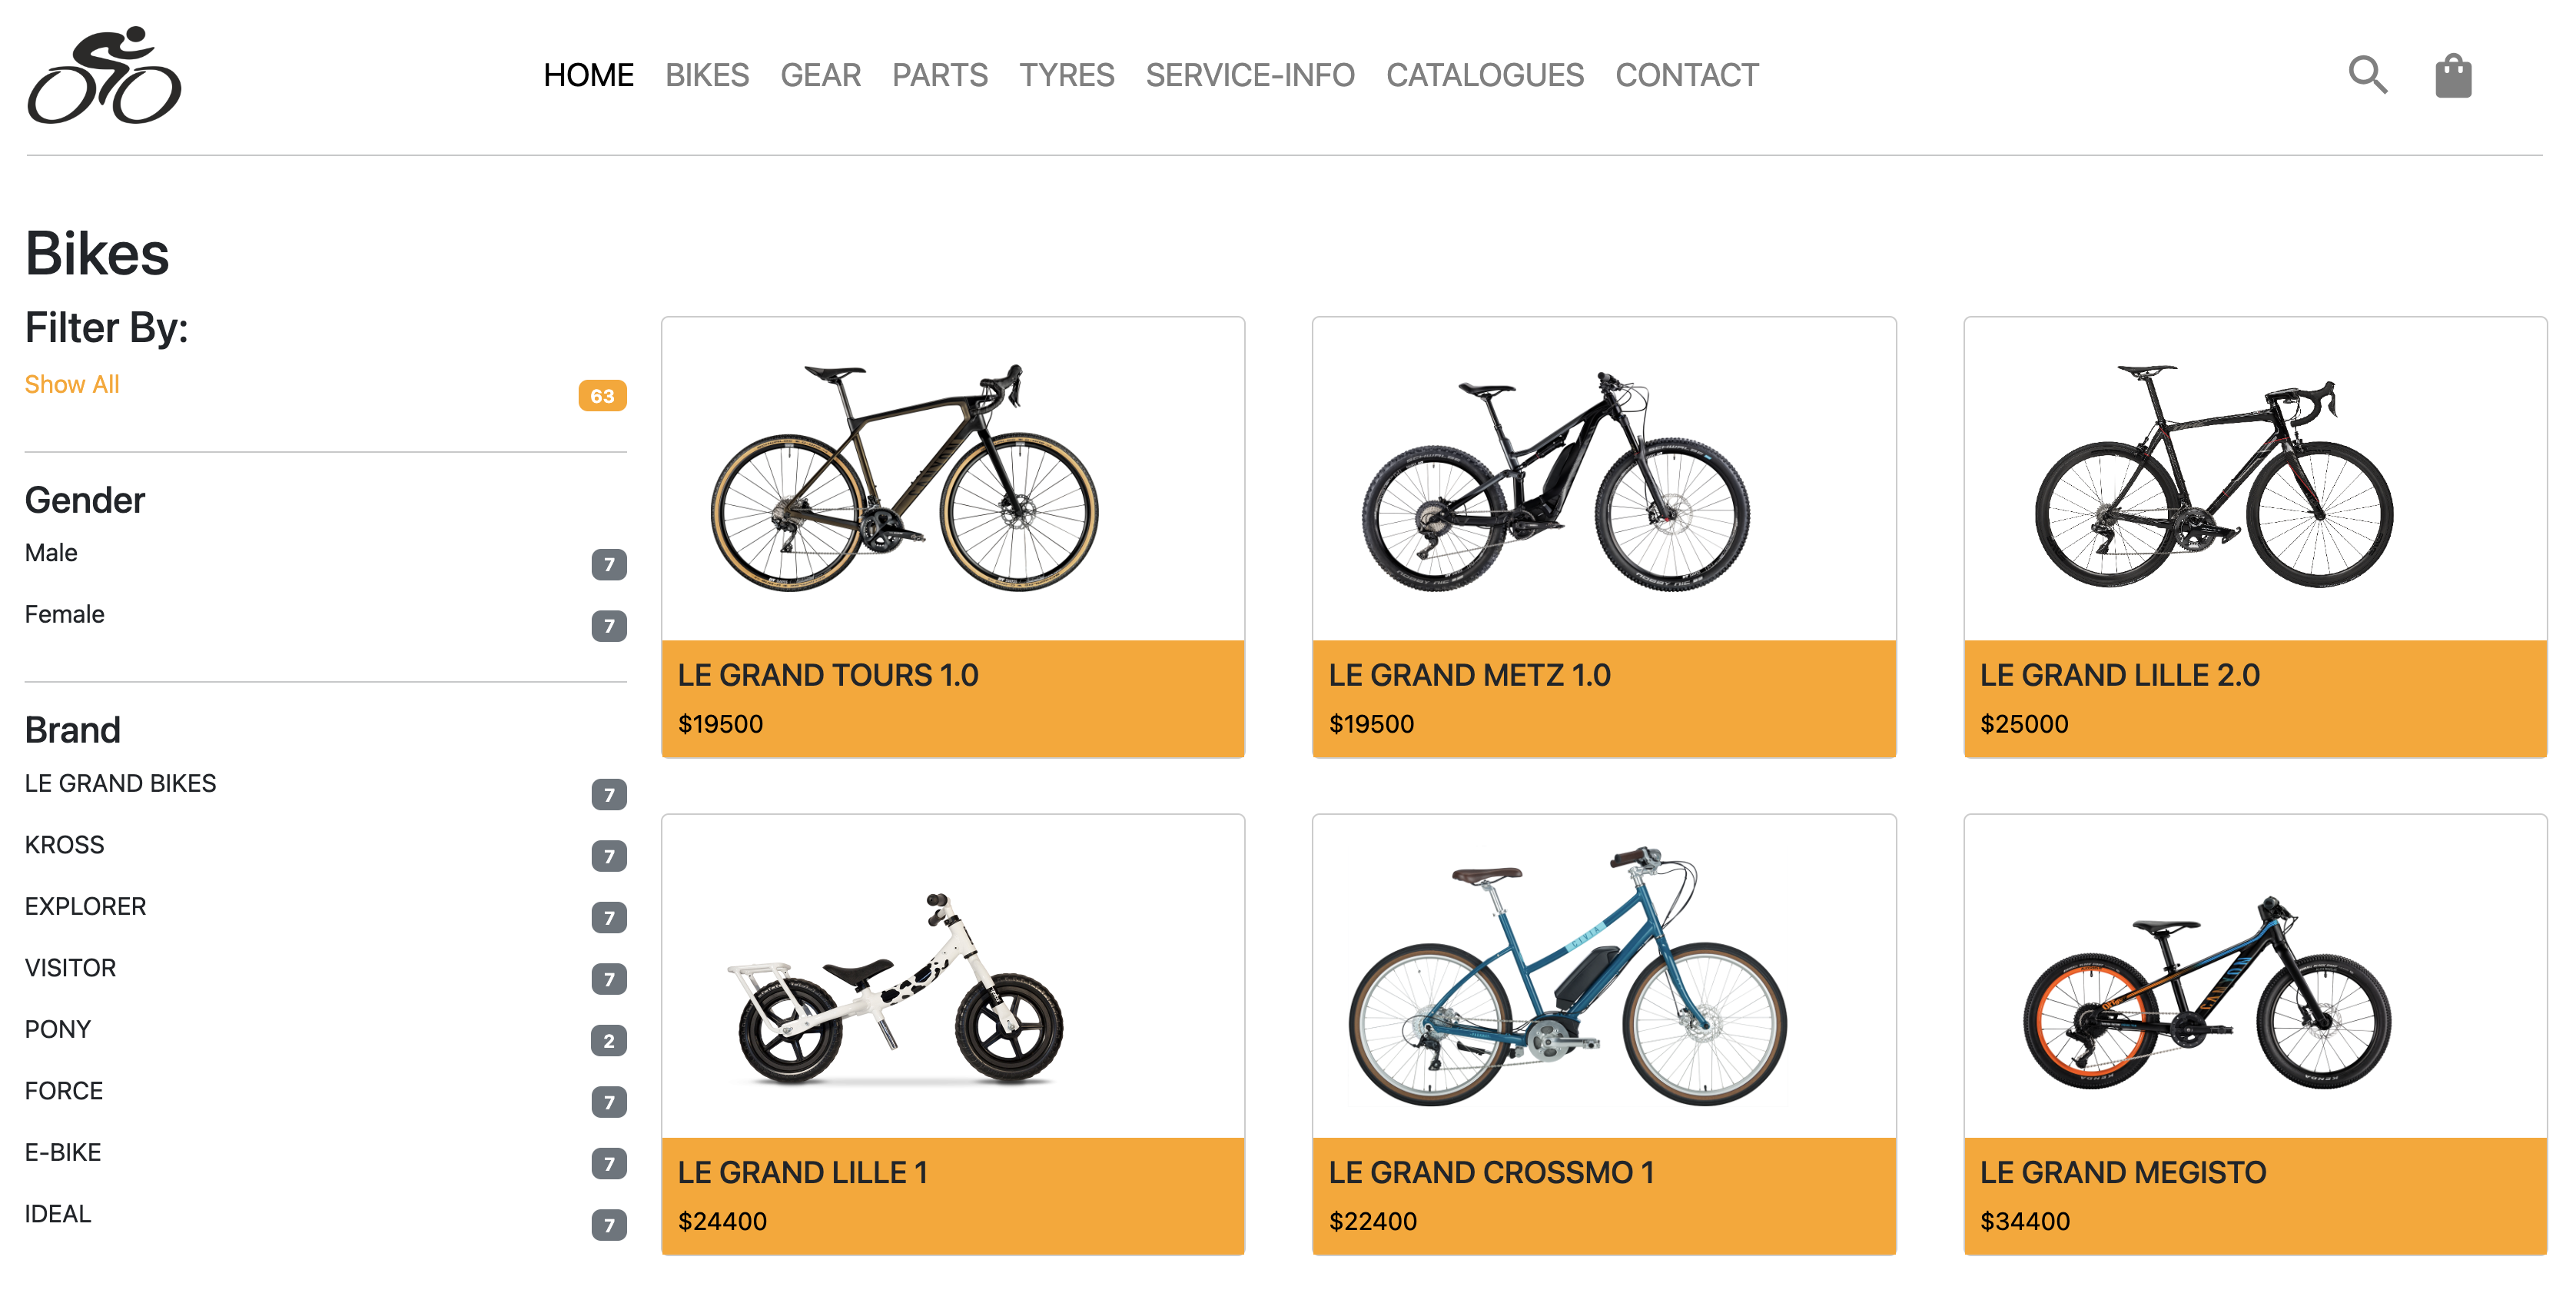 HOME BIKES GEAR PARTS TYRES SERVICE-INFO CATALOGUES CONTACT
Bikes
Filter By:
Show All 63
Gender
Male 7
Female 7
Brand
LE GRAND BIKES 7
KROSS 7
EXPLORER 7
VISITOR 7
PONY 2
FORCE 7
E-BIKE 7
IDEAL 7
LE GRAND TOURS 1.0
$19500
LE GRAND METZ 1.0
$19500
LE GRAND LILLE 2.0
$25000
LE GRAND LILLE 1
$24400
LE GRAND CROSSMO 1
$22400
CANYON
LE GRAND MEGISTO
$34400